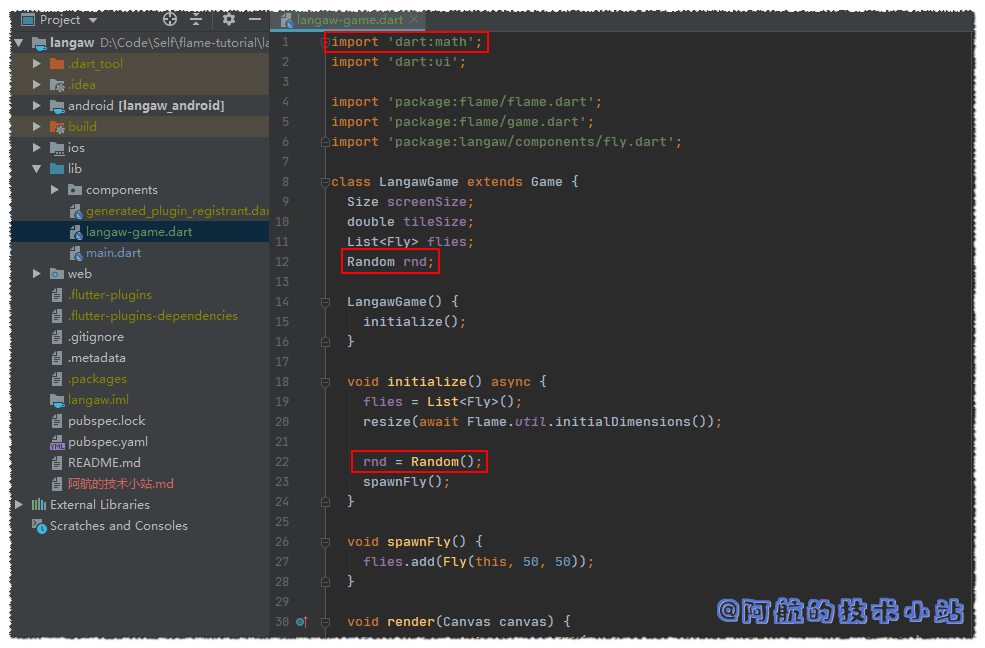 Project
langaw-game.dart
langaw D:\Code\Self\flame-tutorial\la
.dart_tool
.idea
android [langaw_android]
build
ios
lib
components
generated_plugin_registrant.dar
langaw-game.dart
main.dart
web
.flutter-plugins
.flutter-plugins-dependencies
.gitignore
.metadata
.packages
langaw.iml
pubspec.lock
pubspec.yaml
README.md
阿航的技术小站.md
External Libraries
Scratches and Consoles
1 import 'dart:math';
2 import 'dart:ui';
3
4 import 'package:flame/flame.dart';
5 import 'package:flame/game.dart';
6 import 'package:langaw/components/fly.dart';
7
8 class LangawGame extends Game {
9 Size screenSize;
10 double tileSize;
11 List<Fly> flies;
12 Random rnd;
13
14 LangawGame() {
15 initialize();
16 }
17
18 void initialize() async {
19 flies = List<Fly>();
20 resize(await Flame.util.initialDimensions());
21
22 rnd = Random();
23 spawnFly();
24 }
25
26 void spawnFly() {
27 flies.add(Fly(this, 50, 50));
28 }
29
30 void render(Canvas canvas) {
@阿航的技术小站